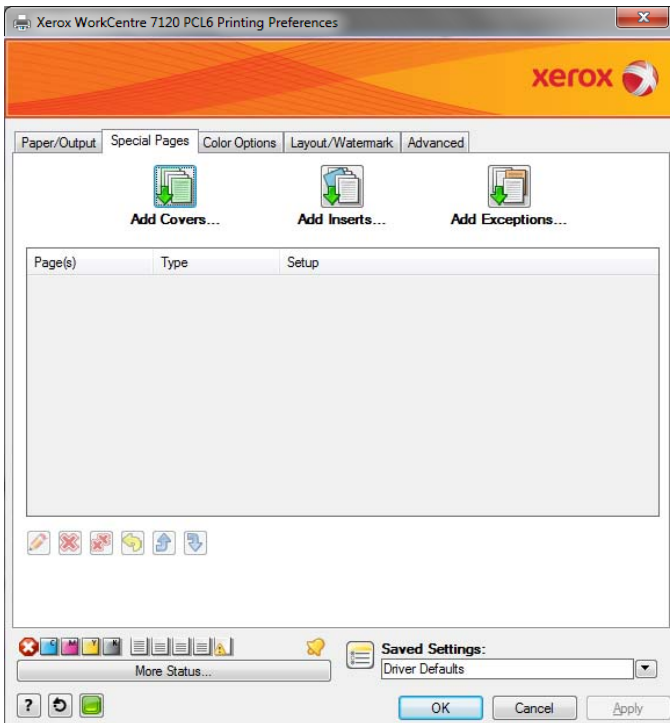 Xerox WorkCentre 7120 PCL6 Printing Preferences
xerox
Paper/Output Special Pages Color Options Layout/Watermark Advanced
Add Covers... Add Inserts... Add Exceptions...
Page(s) Type Setup
C M Y K
Saved Settings:
More Status... Driver Defaults
? OK Cancel Apply